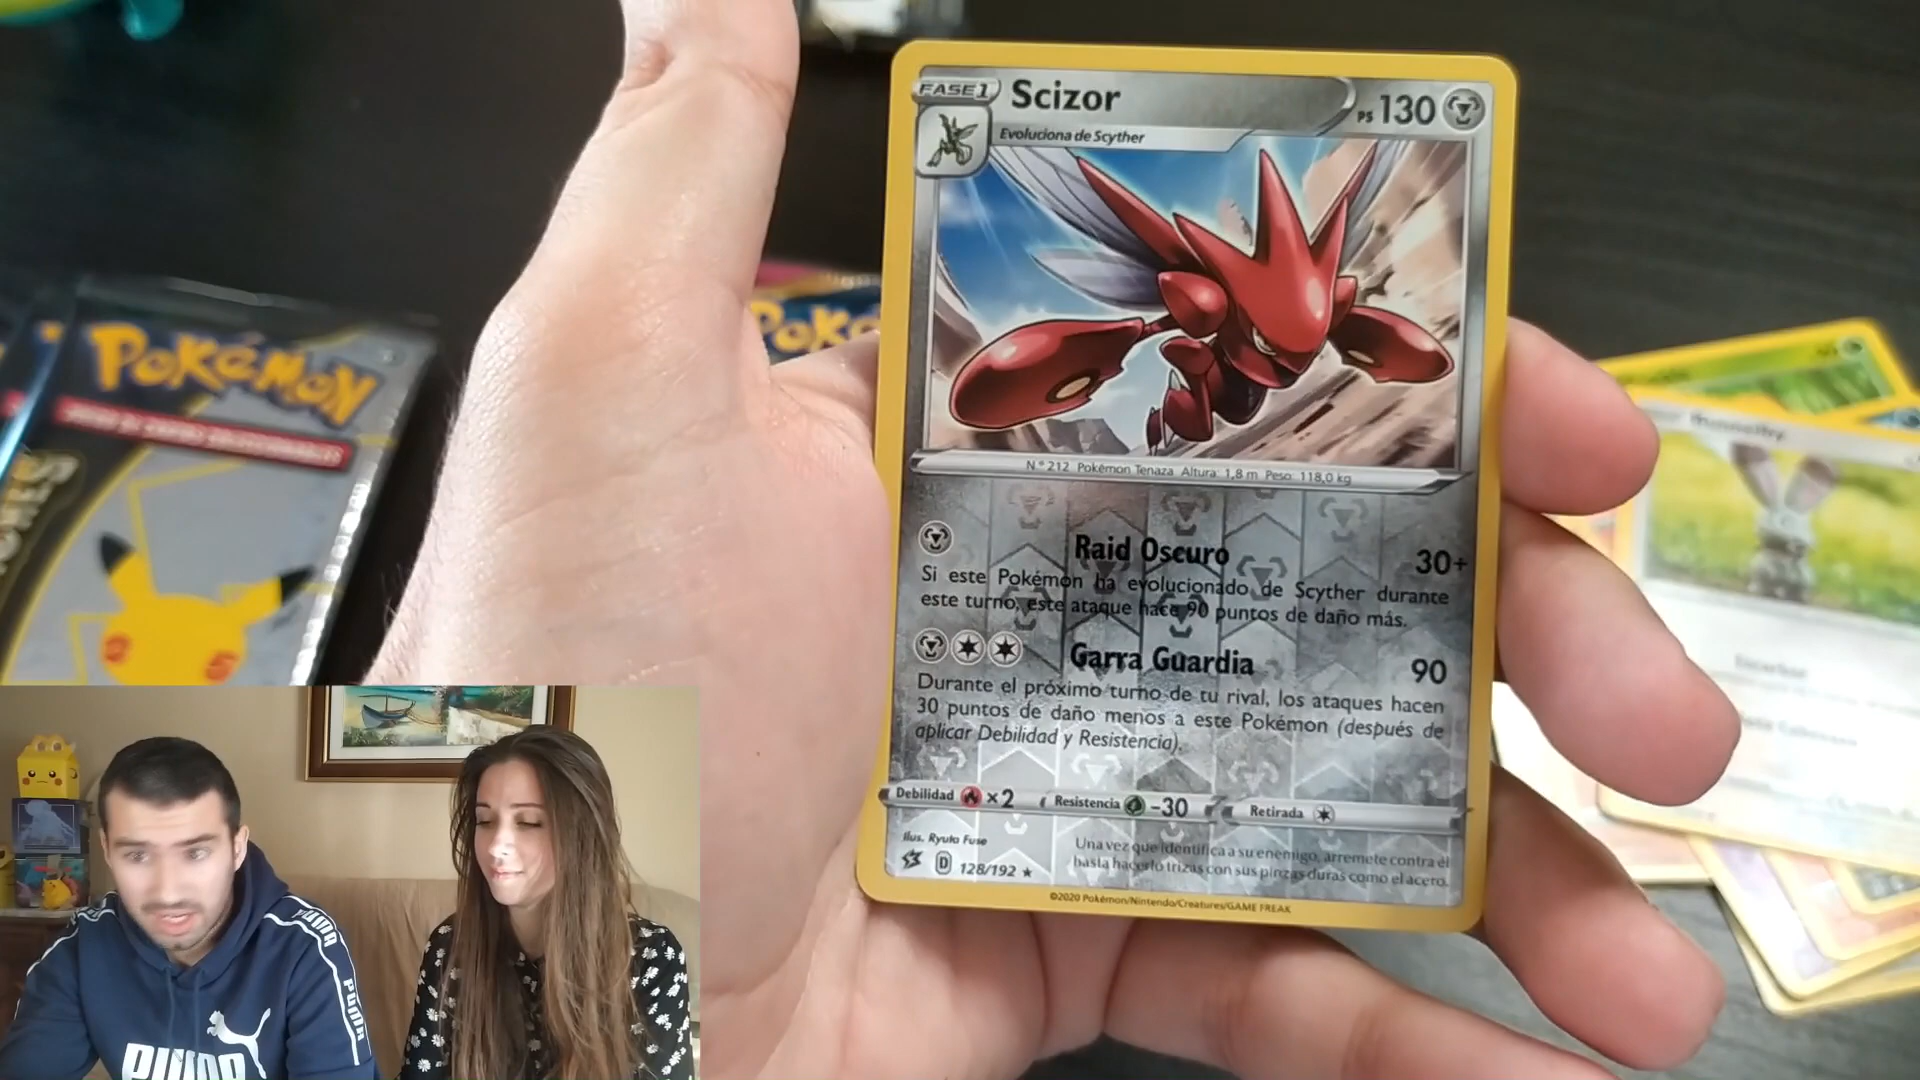 FASE1
Scizor
PS 130
Evoluciona de Scyther
Nº 212 Pokémon Tenaza Altura: 1,8 m Peso: 118,0 kg
Raid Oscuro 30+
Si este Pokémon ha evolucionado de Scyther durante
este turno, este ataque hace 90 puntos de daño más.
Garra Guardia 90
Durante el próximo turno de tu rival, los ataques hacen
30 puntos de daño menos a este Pokémon (después de
aplicar Debilidad y Resistencia).
Debilidad ×2 Resistencia -30 Retirada
Ilus. Ryuta Fuse
D 128/192 ★
Una vez que identifica a su enemigo, arremete contra él
hasta hacerlo trizas con sus pinzas duras como el acero.
©2020 Pokémon/Nintendo/Creatures/GAME FREAK
POKéMON
POKé
PUMA
PUMA
PUMA